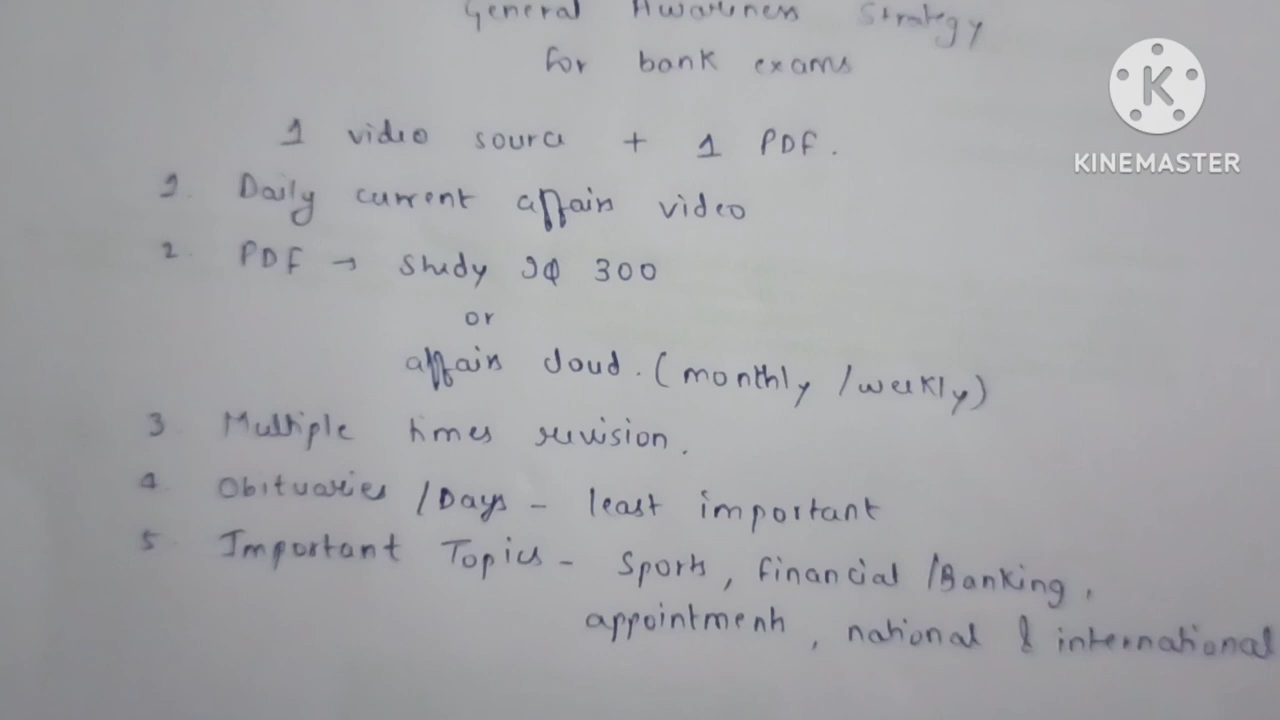 General Awareness Strategy
for bank exams
K
KINEMASTER
1 video source + 1 PDF.
1. Daily current affairs video
2. PDF → Study IQ 300
or
affairs cloud. (monthly /weekly)
3 Multiple times revision.
4 Obituaries /Days - least important
5 Important Topics - Sports, financial /Banking,
appointments, national & international